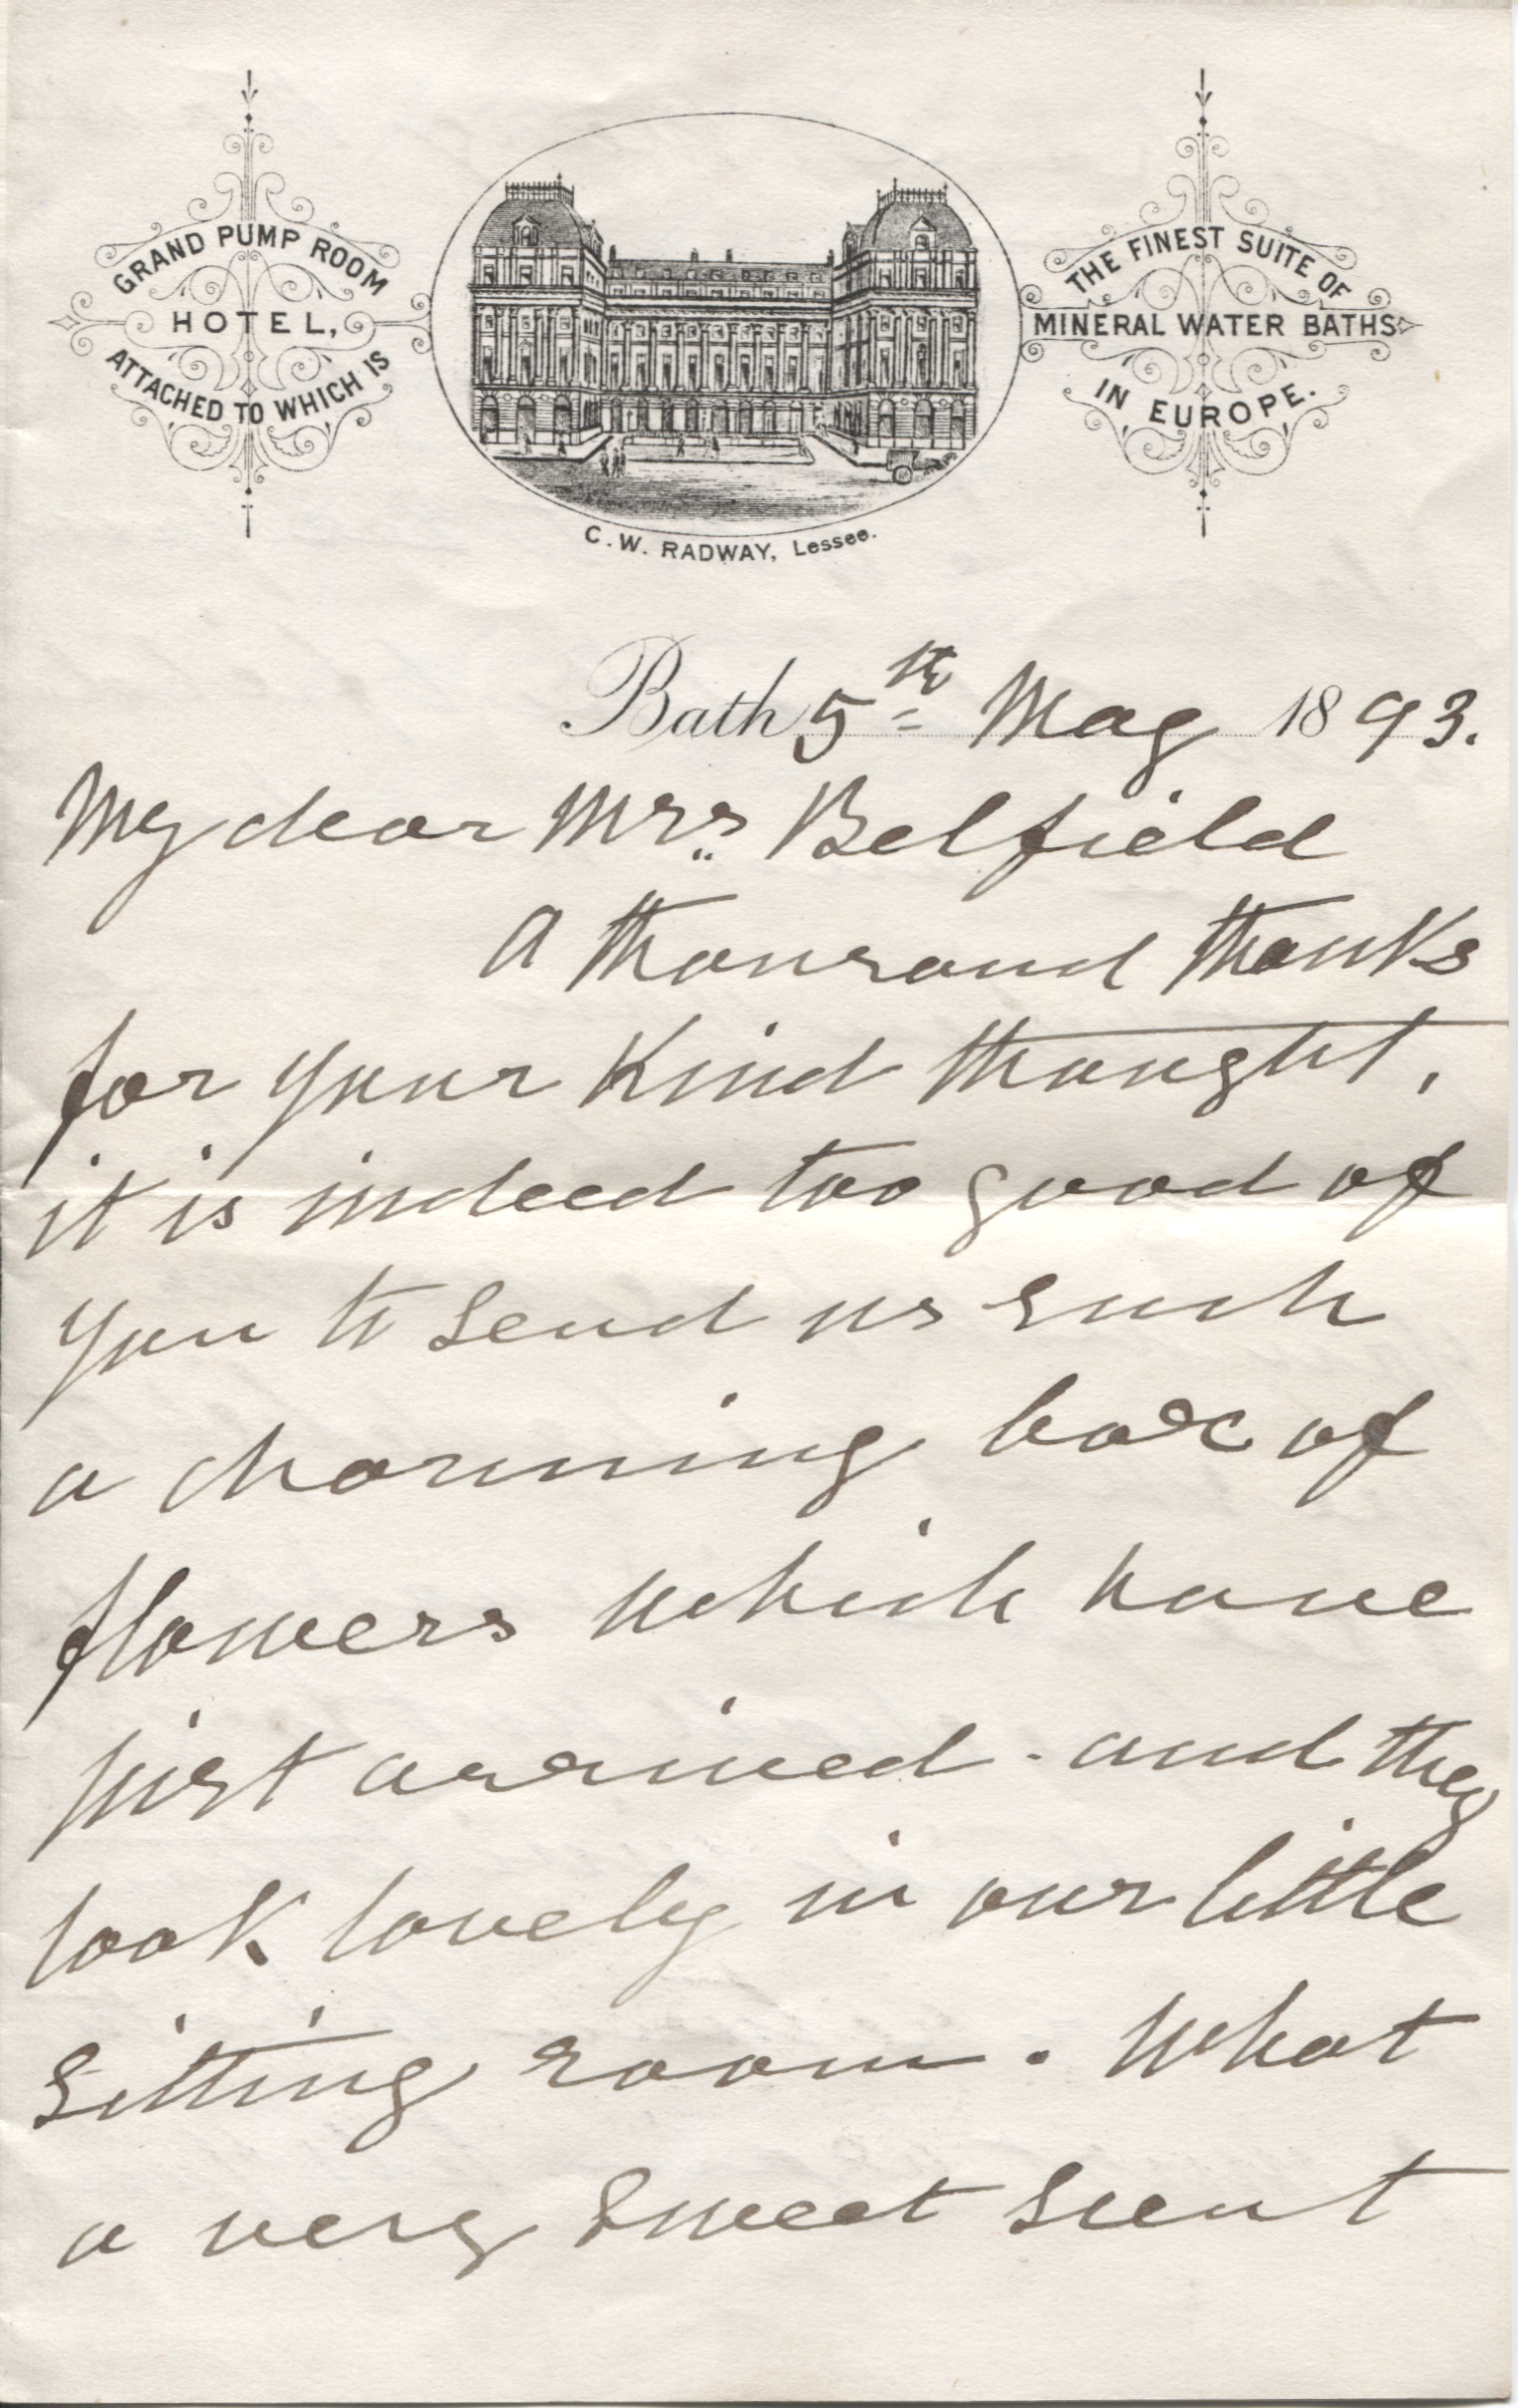 GRAND PUMP ROOM
HOTEL,
ATTACHED TO WHICH IS
THE FINEST SUITE OF
MINERAL WATER BATHS
IN EUROPE.
C.W. RADWAY, Lessee.
Bath 5th May 1893.
My dear Mrs. Belfield
A thousand thanks
for your kind thought,
it is indeed too good of
you to send us such
a charming box of
flowers which have
just arrived - and they
look lovely in our little
sitting room. What
a very sweet scent